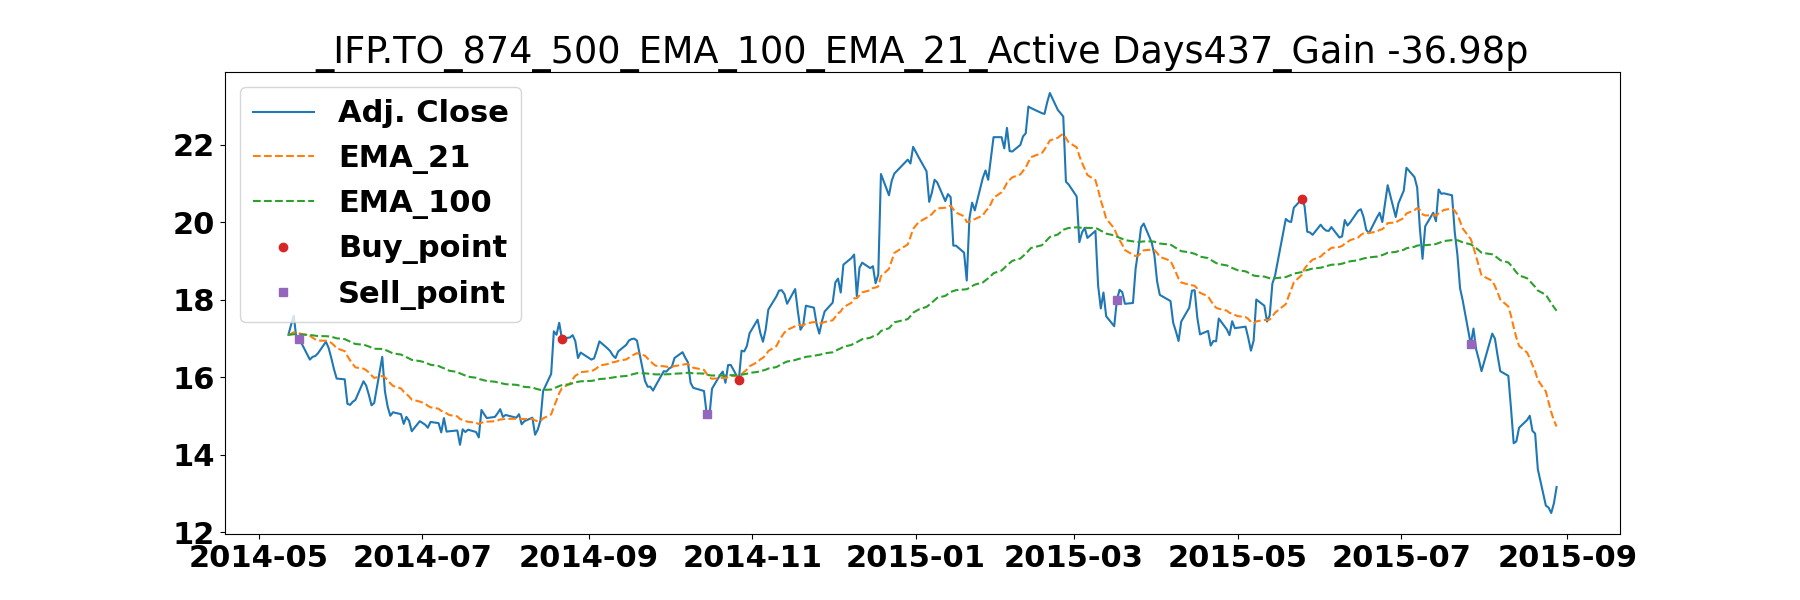 _IFP.TO_874_500_EMA_100_EMA_21_Active Days437_Gain -36.98p
Adj. Close
EMA_21
EMA_100
Buy_point
Sell_point
22
20
18
16
14
12
2014-05 2014-07 2014-09 2014-11 2015-01 2015-03 2015-05 2015-07 2015-09